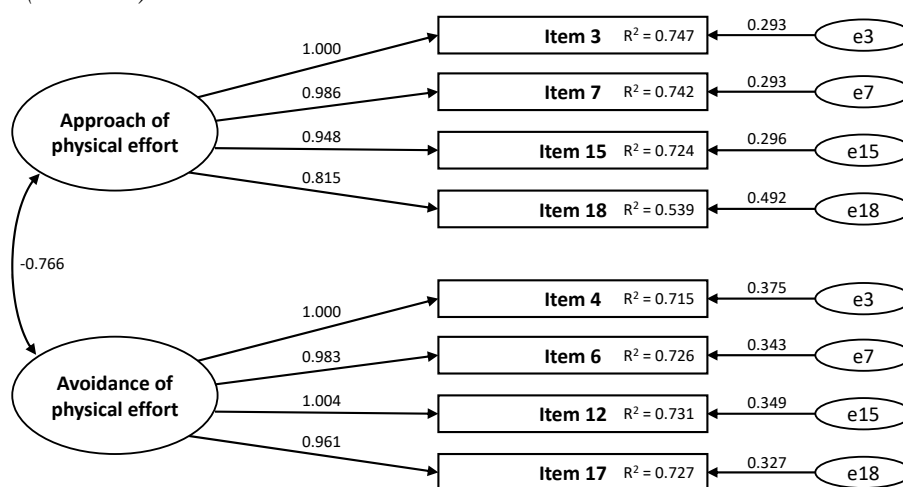 0.293
1.000 Item 3 R² = 0.747 e3
0.986 0.293
Item 7 R² = 0.742 e7
Approach of
physical effort 0.948 0.296
Item 15 R² = 0.724 e15
0.815 0.492
Item 18 R² = 0.539 e18
-0.766
0.375
1.000 Item 4 R² = 0.715 e3
0.983 0.343
Item 6 R² = 0.726 e7
Avoidance of
physical effort 1.004 0.349
Item 12 R² = 0.731 e15
0.961 0.327
Item 17 R² = 0.727 e18